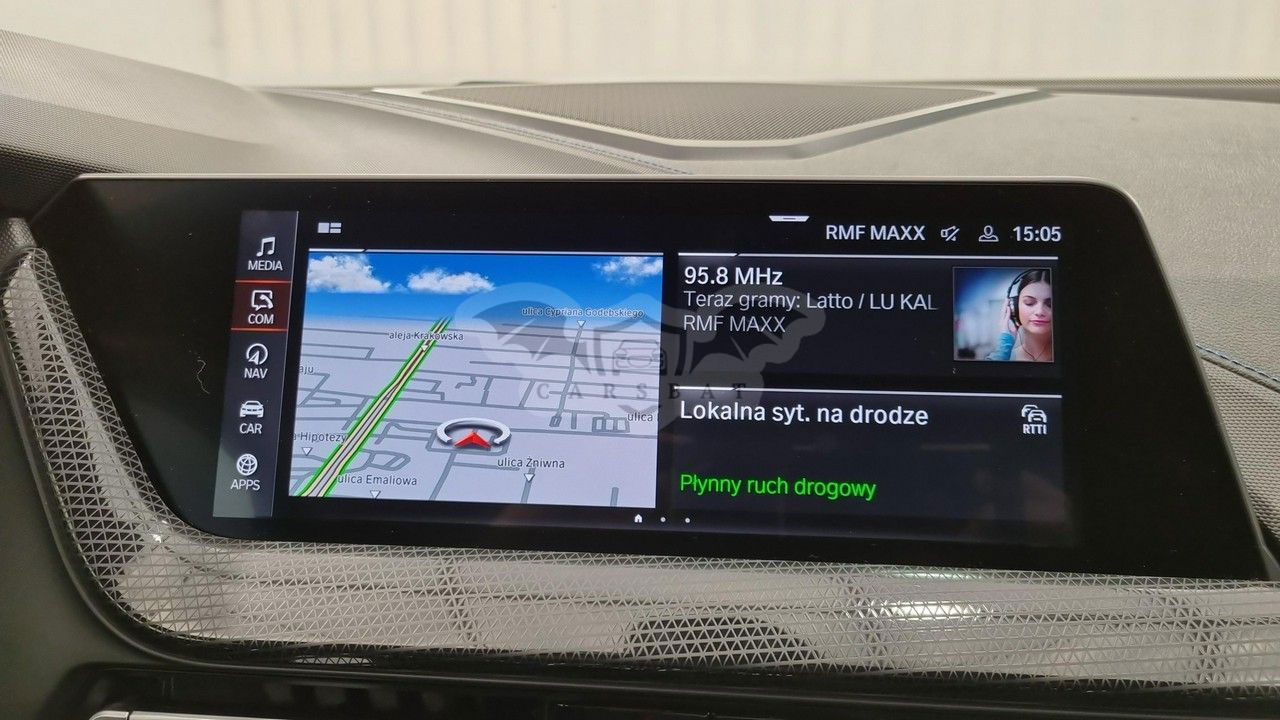 RMF MAXX 15:05
MEDIA
COM
NAV
CAR
APPS
ulica Cypriana Godebskiego
aleja Krakowska
aju
ulica
a Hipotezy
ulica Żniwna
ulica Emaliowa
95.8 MHz
Teraz gramy: Latto / LU KAL
RMF MAXX
CARSBAT
Lokalna syt. na drodze
RTTI
Płynny ruch drogowy